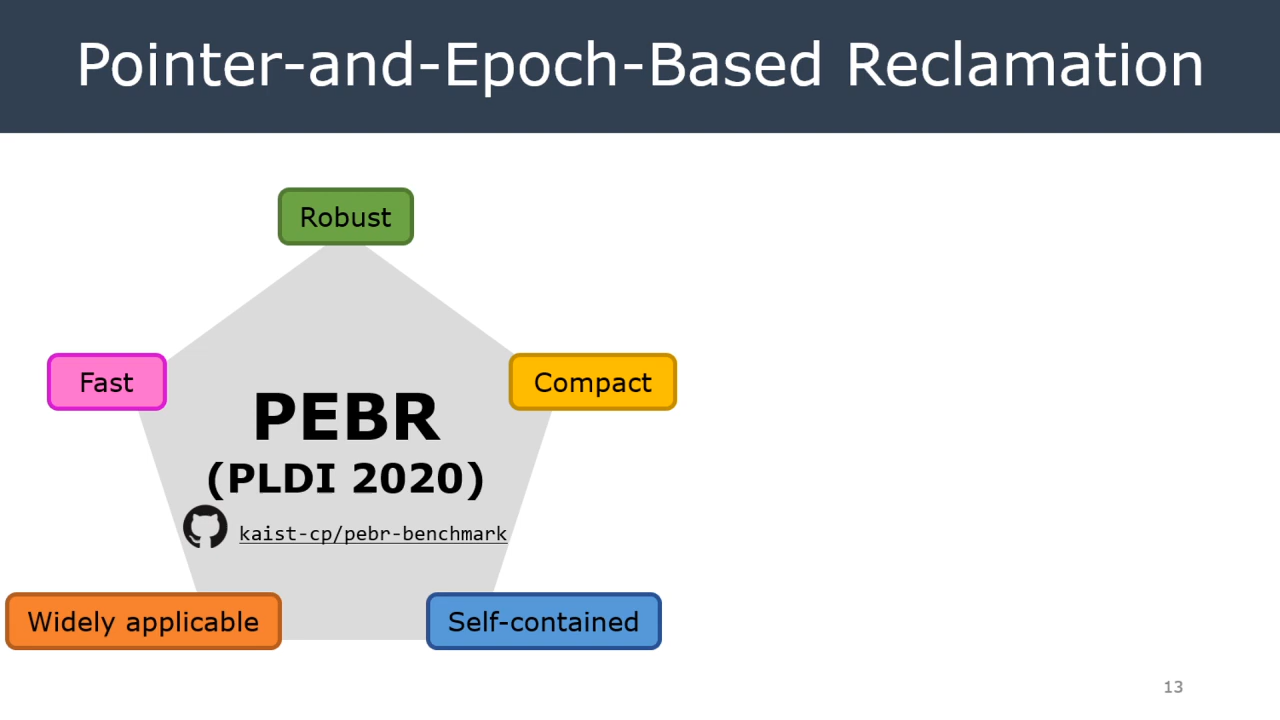 Pointer-and-Epoch-Based Reclamation
Robust
Fast
Compact
PEBR
(PLDI 2020)
kaist-cp/pebr-benchmark
Widely applicable
Self-contained
13